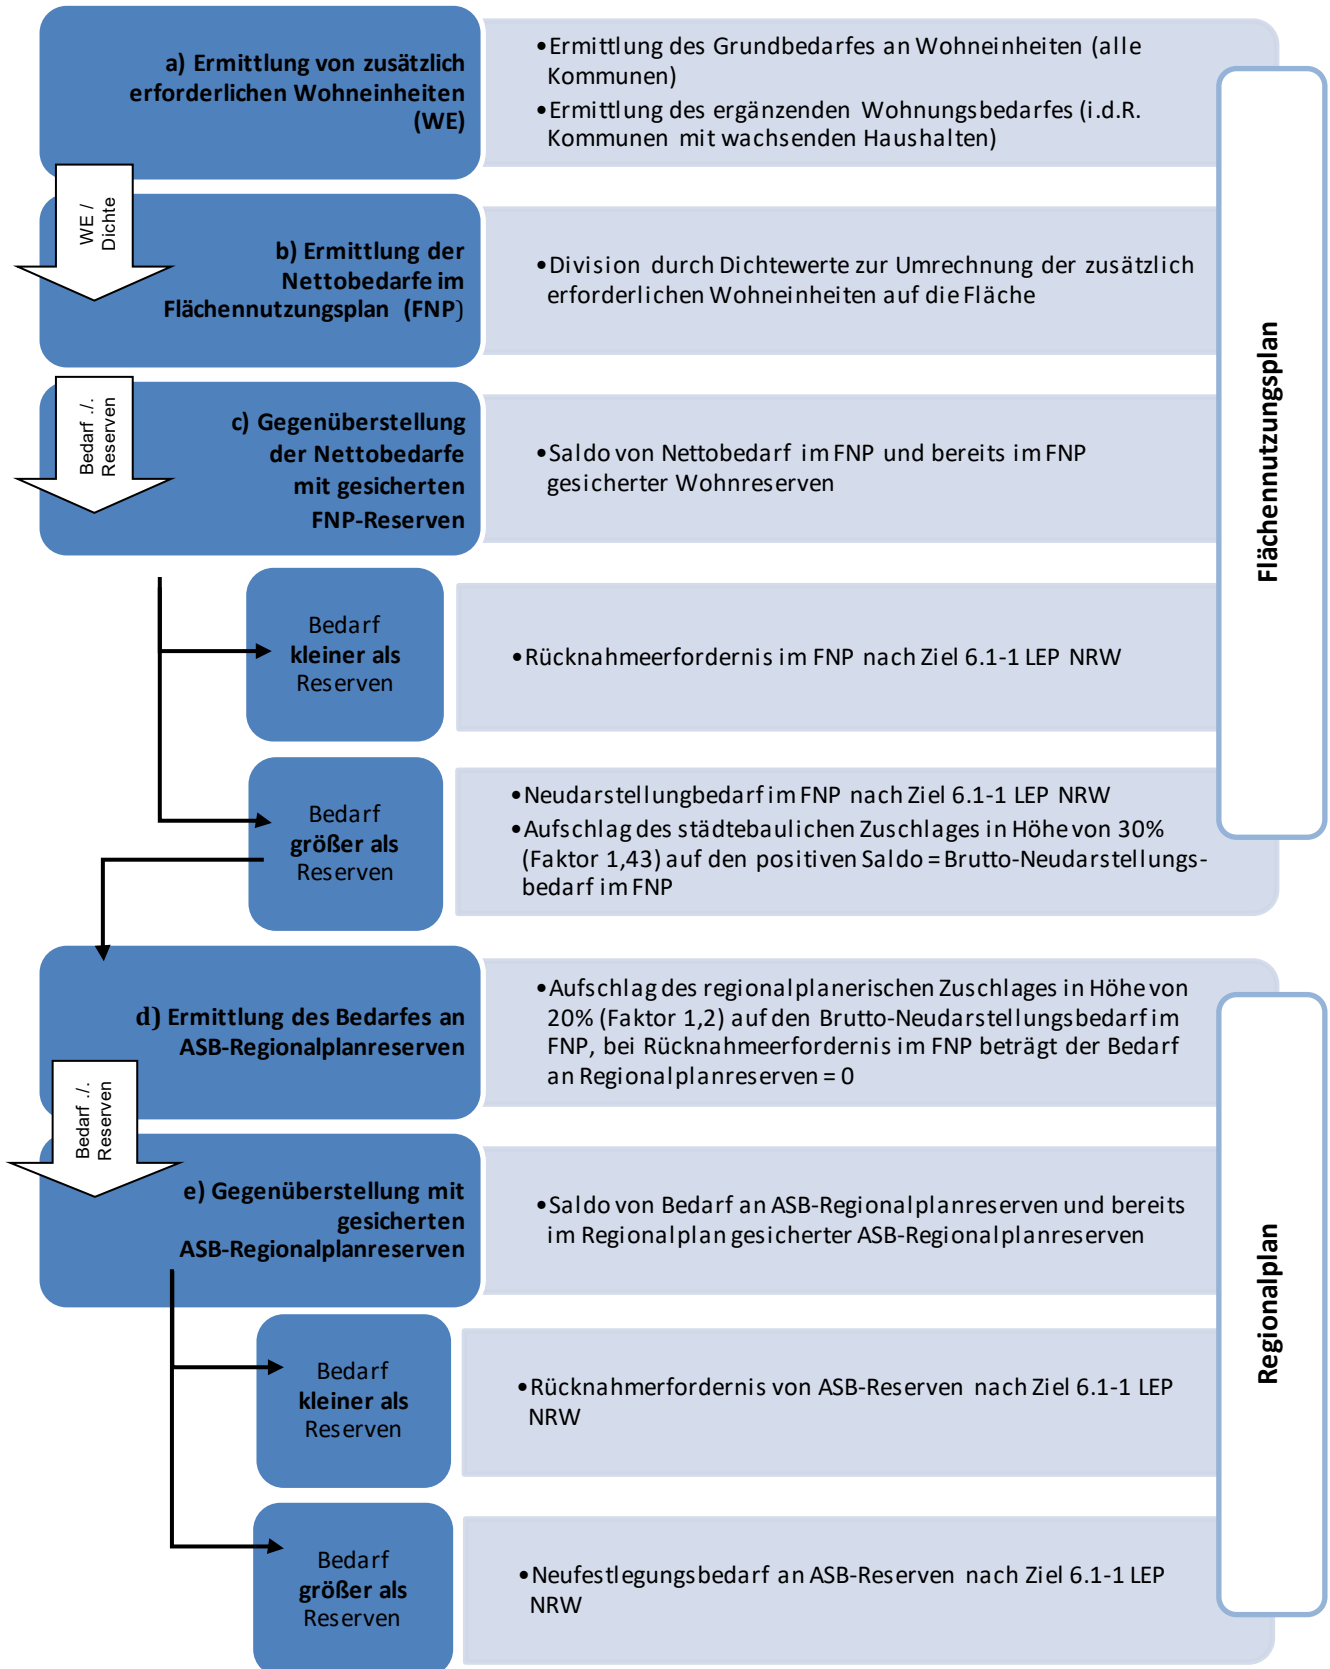 a) Ermittlung von zusätzlich
erforderlichen Wohneinheiten
(WE)
•Ermittlung des Grundbedarfes an Wohneinheiten (alle
Kommunen)
•Ermittlung des ergänzenden Wohnungsbedarfes (i.d.R.
Kommunen mit wachsenden Haushalten)
WE /
Dichte
b) Ermittlung der
Nettobedarfe im
Flächennutzungsplan (FNP)
•Division durch Dichtewerte zur Umrechnung der zusätzlich
erforderlichen Wohneinheiten auf die Fläche
Bedarf ./.
Reserven
c) Gegenüberstellung
der Nettobedarfe
mit gesicherten
FNP-Reserven
•Saldo von Nettobedarf im FNP und bereits im FNP
gesicherter Wohnreserven
Bedarf
kleiner als
Reserven
•Rücknahmeerfordernis im FNP nach Ziel 6.1-1 LEP NRW
Bedarf
größer als
Reserven
•Neudarstellungbedarf im FNP nach Ziel 6.1-1 LEP NRW
•Aufschlag des städtebaulichen Zuschlages in Höhe von 30%
(Faktor 1,43) auf den positiven Saldo = Brutto-Neudarstellungs-
bedarf im FNP
Flächennutzungsplan
d) Ermittlung des Bedarfes an
ASB-Regionalplanreserven
•Aufschlag des regionalplanerischen Zuschlages in Höhe von
20% (Faktor 1,2) auf den Brutto-Neudarstellungsbedarf im
FNP, bei Rücknahmeerfordernis im FNP beträgt der Bedarf
an Regionalplanreserven = 0
Bedarf ./.
Reserven
e) Gegenüberstellung mit
gesicherten
ASB-Regionalplanreserven
•Saldo von Bedarf an ASB-Regionalplanreserven und bereits
im Regionalplan gesicherter ASB-Regionalplanreserven
Bedarf
kleiner als
Reserven
•Rücknahmerfordernis von ASB-Reserven nach Ziel 6.1-1 LEP
NRW
Bedarf
größer als
Reserven
•Neufestlegungsbedarf an ASB-Reserven nach Ziel 6.1-1 LEP
NRW
Regionalplan